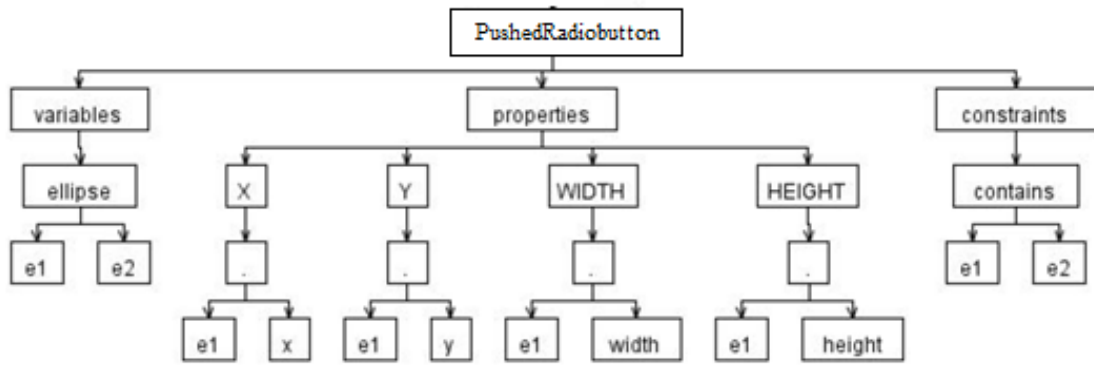 PushedRadiobutton
variables properties constraints
ellipse X Y WIDTH HEIGHT contains
e1 e2 . . . . e1 e2
e1 x e1 y e1 width e1 height